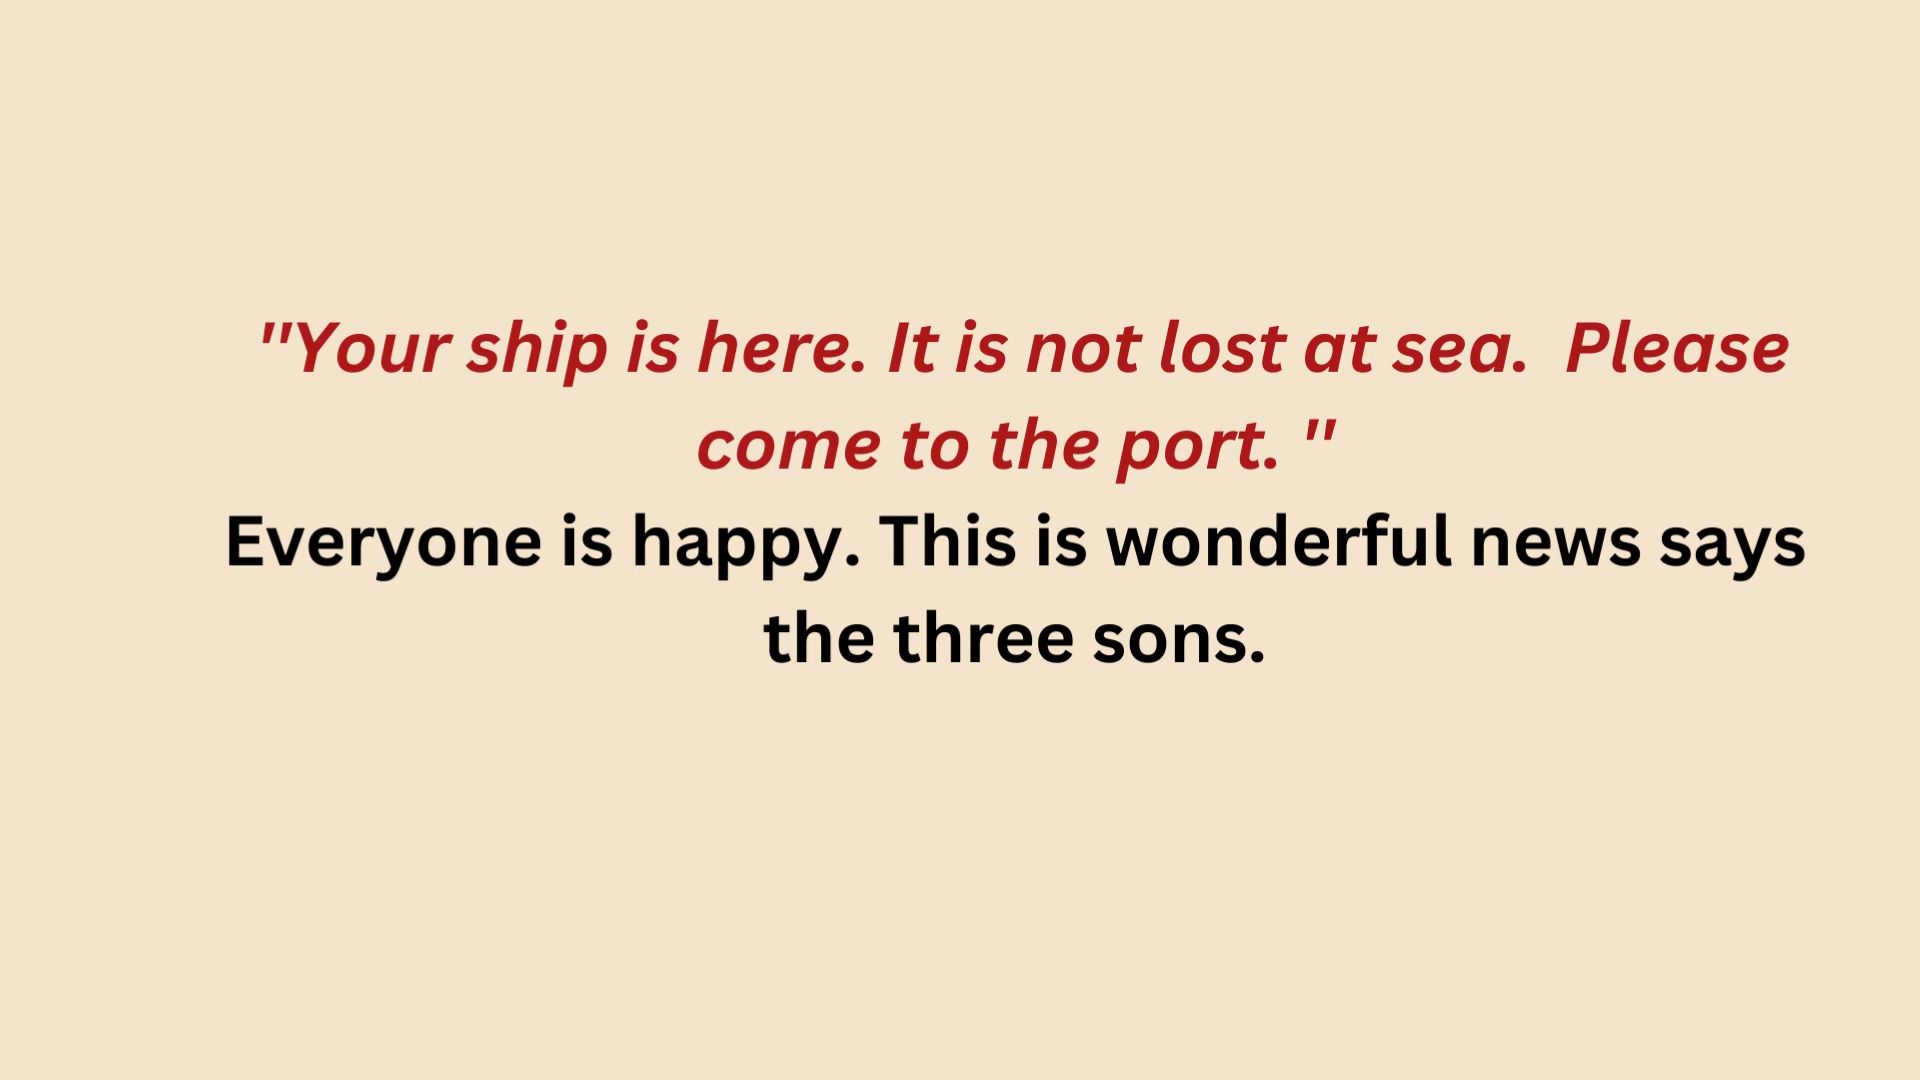 "Your ship is here. It is not lost at sea.  Please
come to the port. "
Everyone is happy. This is wonderful news says
the three sons.